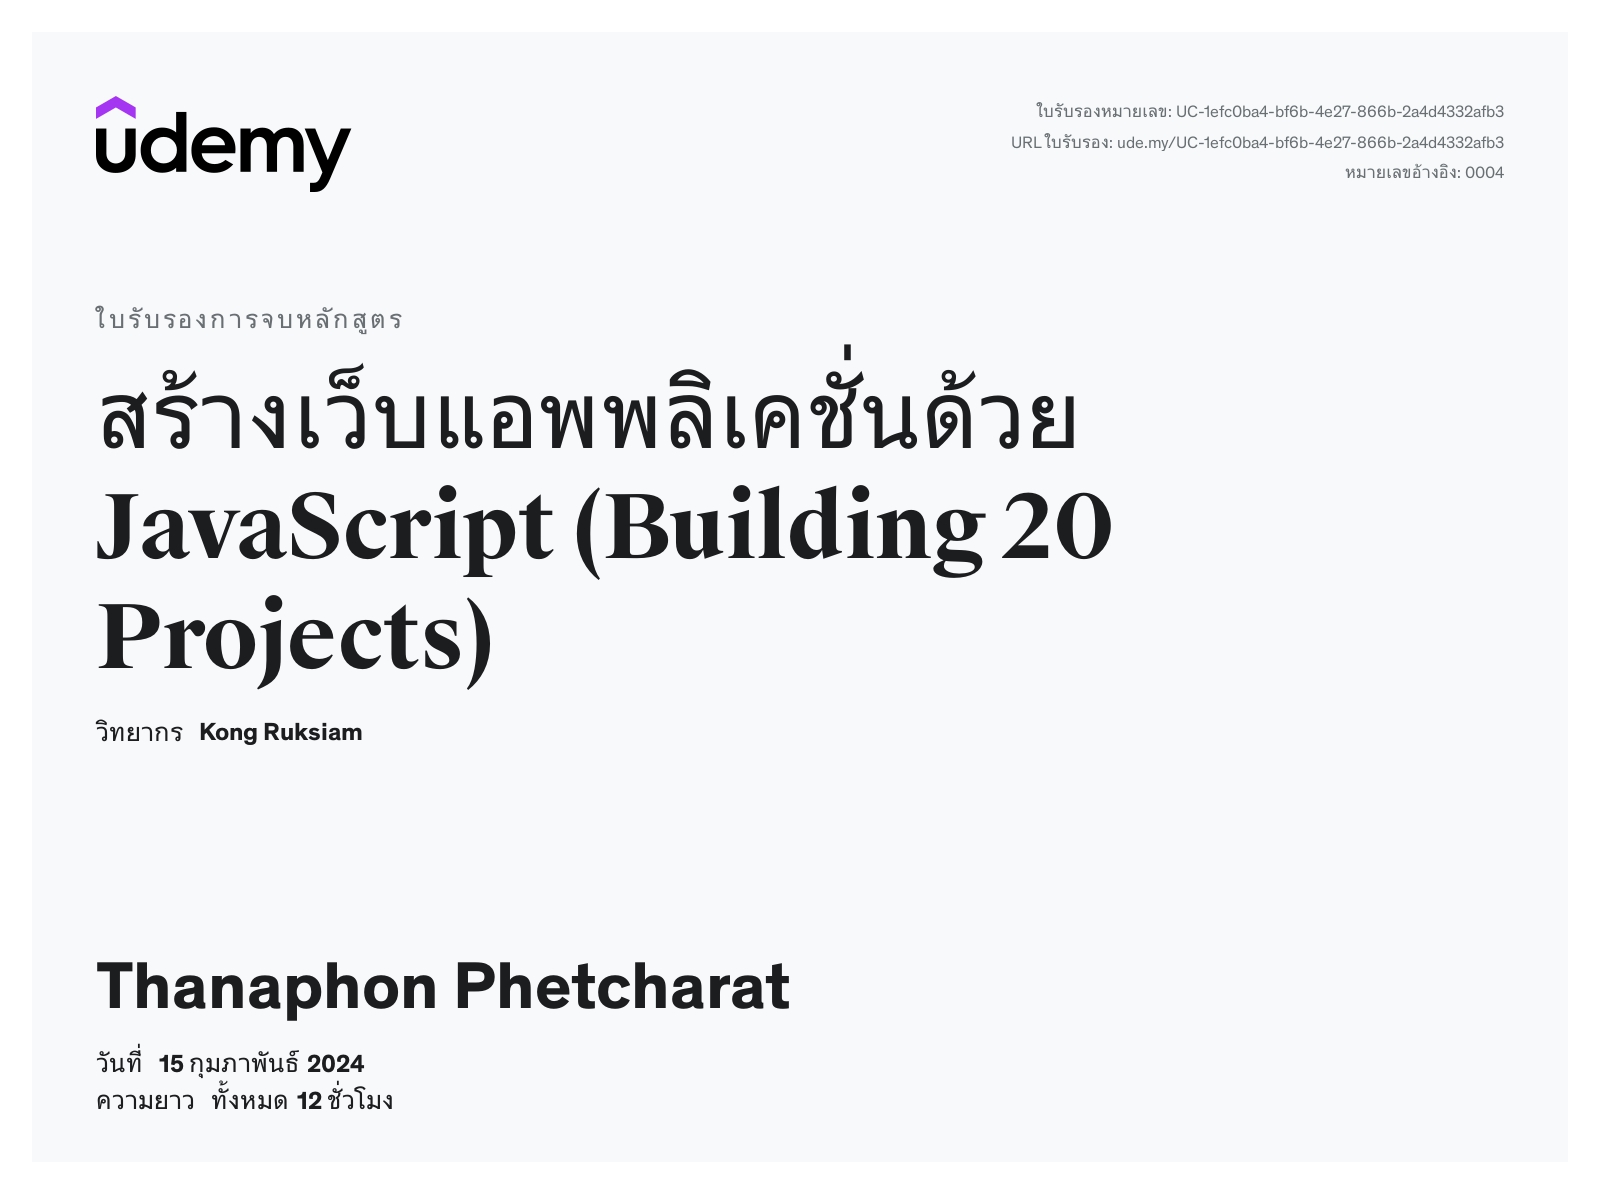 udemy
ใบรับรองหมายเลข: UC-1efc0ba4-bf6b-4e27-866b-2a4d4332afb3
URL ใบรับรอง: ude.my/UC-1efc0ba4-bf6b-4e27-866b-2a4d4332afb3
หมายเลขอ้างอิง: 0004
ใบรับรองการจบหลักสูตร
สร้างเว็บแอพพลิเคชั่นด้วย
JavaScript (Building 20
Projects)
วิทยากร Kong Ruksiam
Thanaphon Phetcharat
วันที่ 15 กุมภาพันธ์ 2024
ความยาว ทั้งหมด 12 ชั่วโมง